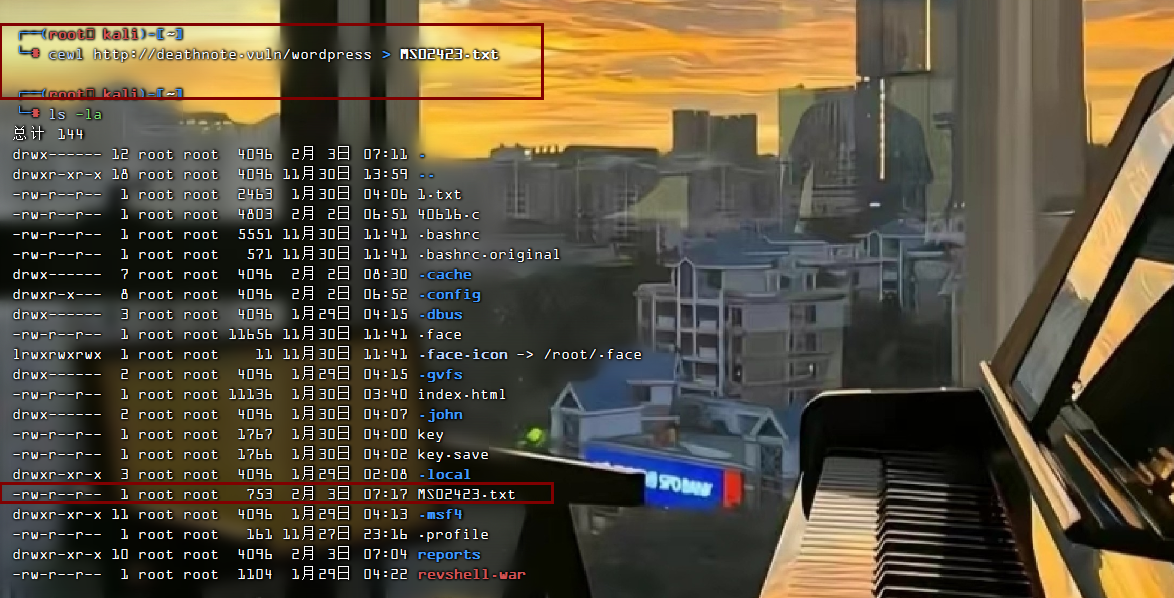 ┌──(root㉿ kali)-[~]
└─# cewl http://deathnote.vuln/wordpress > MS02423.txt
┌──(root㉿ kali)-[~]
└─# ls -la
总计 144
drwx------ 12 root root  4096  2月  3日 07:11 .
drwxr-xr-x 18 root root  4096 11月30日 13:59 ..
-rw-r--r--  1 root root  2463  1月30日 04:06 1.txt
-rw-r--r--  1 root root  4803  2月  2日 06:51 40616.c
-rw-r--r--  1 root root  5551 11月30日 11:41 .bashrc
-rw-r--r--  1 root root   571 11月30日 11:41 .bashrc.original
drwx------  7 root root  4096  2月  2日 08:30 .cache
drwxr-x---  8 root root  4096  2月  2日 06:52 .config
drwx------  3 root root  4096  1月29日 04:15 .dbus
-rw-r--r--  1 root root 11656 11月30日 11:41 .face
lrwxrwxrwx  1 root root    11 11月30日 11:41 .face.icon -> /root/.face
drwx------  2 root root  4096  1月29日 04:15 .gvfs
-rw-r--r--  1 root root 11136  1月30日 03:40 index.html
drwx------  2 root root  4096  1月30日 04:07 .john
-rw-r--r--  1 root root  1767  1月30日 04:00 key
-rw-r--r--  1 root root  1766  1月30日 04:02 key.save
drwxr-xr-x  3 root root  4096  1月29日 02:08 .local
-rw-r--r--  1 root root   753  2月  3日 07:17 MS02423.txt
drwxr-xr-x 11 root root  4096  1月29日 04:13 .msf4
-rw-r--r--  1 root root   161 11月27日 23:16 .profile
drwxr-xr-x 10 root root  4096  2月  3日 07:04 reports
-rw-r--r--  1 root root  1104  1月29日 04:22 revshell.war
SPD BANK